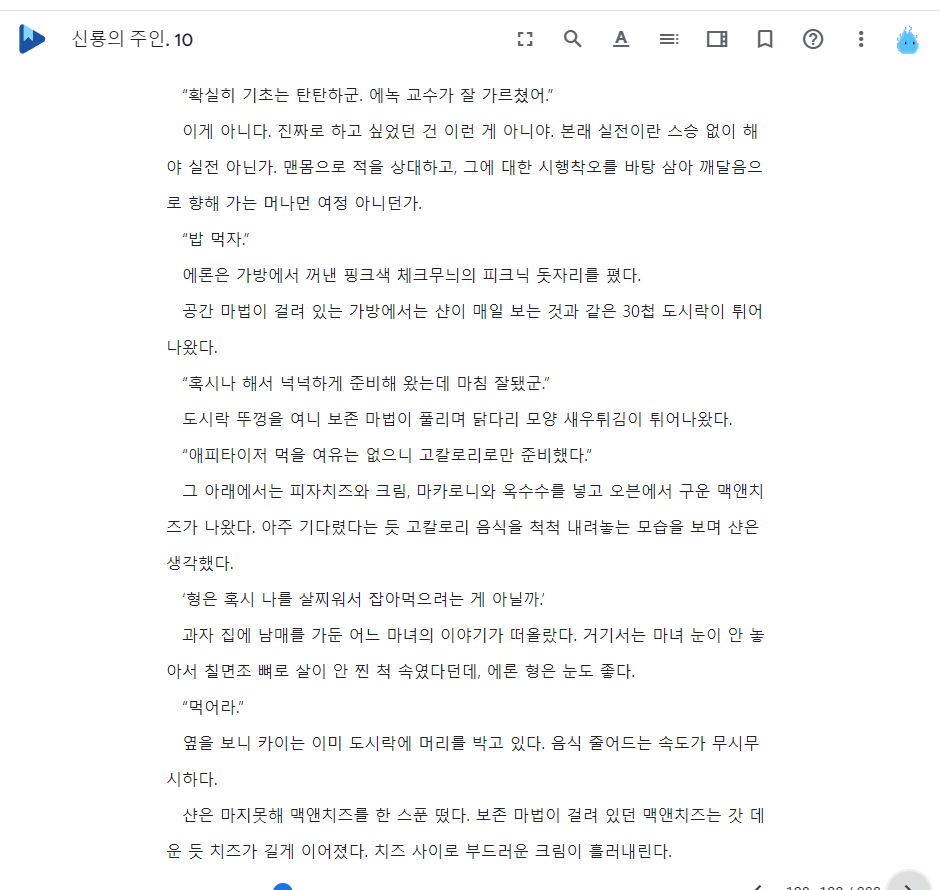 신룡의 주인. 10
“확실히 기초는 탄탄하군. 에녹 교수가 잘 가르쳤어.”
이게 아니다. 진짜로 하고 싶었던 건 이런 게 아니야. 본래 실전이란 스승 없이 해
야 실전 아닌가. 맨몸으로 적을 상대하고, 그에 대한 시행착오를 바탕 삼아 깨달음으
로 향해 가는 머나먼 여정 아니던가.
“밥 먹자.”
에론은 가방에서 꺼낸 핑크색 체크무늬의 피크닉 돗자리를 폈다.
공간 마법이 걸려 있는 가방에서는 샨이 매일 보는 것과 같은 30첩 도시락이 튀어
나왔다.
“혹시나 해서 넉넉하게 준비해 왔는데 마침 잘됐군.”
도시락 뚜껑을 여니 보존 마법이 풀리며 닭다리 모양 새우튀김이 튀어나왔다.
“애피타이저 먹을 여유는 없으니 고칼로리로만 준비했다.”
그 아래에서는 피자치즈와 크림, 마카로니와 옥수수를 넣고 오븐에서 구운 맥앤치
즈가 나왔다. 아주 기다렸다는 듯 고칼로리 음식을 척척 내려놓는 모습을 보며 샨은
생각했다.
‘형은 혹시 나를 살찌워서 잡아먹으려는 게 아닐까.’
과자 집에 남매를 가둔 어느 마녀의 이야기가 떠올랐다. 거기서는 마녀 눈이 안 좋
아서 칠면조 뼈로 살이 안 찐 척 속였다던데, 에론 형은 눈도 좋다.
“먹어라.”
옆을 보니 카이는 이미 도시락에 머리를 박고 있다. 음식 줄어드는 속도가 무시무
시하다.
샨은 마지못해 맥앤치즈를 한 스푼 떴다. 보존 마법이 걸려 있던 맥앤치즈는 갓 데
운 듯 치즈가 길게 이어졌다. 치즈 사이로 부드러운 크림이 흘러내린다.